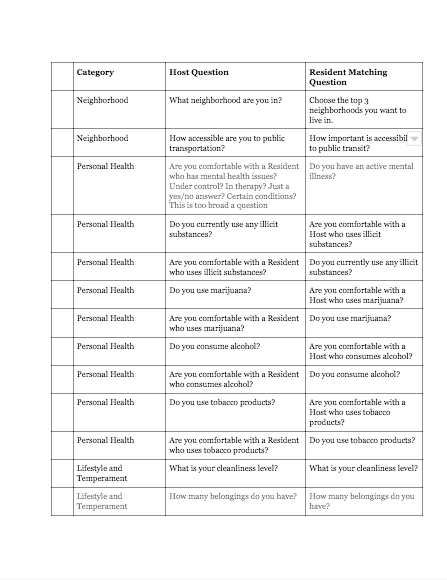 Category
Host Question
Resident Matching
Question
Neighborhood
What neighborhood are you in?
Choose the top 3
neighborhoods you want to
live in.
Neighborhood
How accessible are you to public
transportation?
How important is accessibil
to public transit?
Personal Health
Are you comfortable with a Resident
who has mental health issues?
Under control? In therapy? Just a
yes/no answer? Certain conditions?
This is too broad a question
Do you have an active mental
illness?
Personal Health
Do you currently use any illicit
substances?
Are you comfortable with a
Host who uses illicit
substances?
Personal Health
Are you comfortable with a Resident
who uses illicit substances?
Do you currently use any illicit
substances?
Personal Health
Do you use marijuana?
Are you comfortable with a
Host who uses marijuana?
Personal Health
Are you comfortable with a Resident
who uses marijuana?
Do you use marijuana?
Personal Health
Do you consume alcohol?
Are you comfortable with a
Host who consumes alcohol?
Personal Health
Are you comfortable with a Resident
who consumes alcohol?
Do you consume alcohol?
Personal Health
Do you use tobacco products?
Are you comfortable with a
Host who uses tobacco
products?
Personal Health
Are you comfortable with a Resident
who uses tobacco products?
Do you use tobacco products?
Lifestyle and
Temperament
What is your cleanliness level?
What is your cleanliness level?
Lifestyle and
Temperament
How many belongings do you have?
How many belongings do you
have?